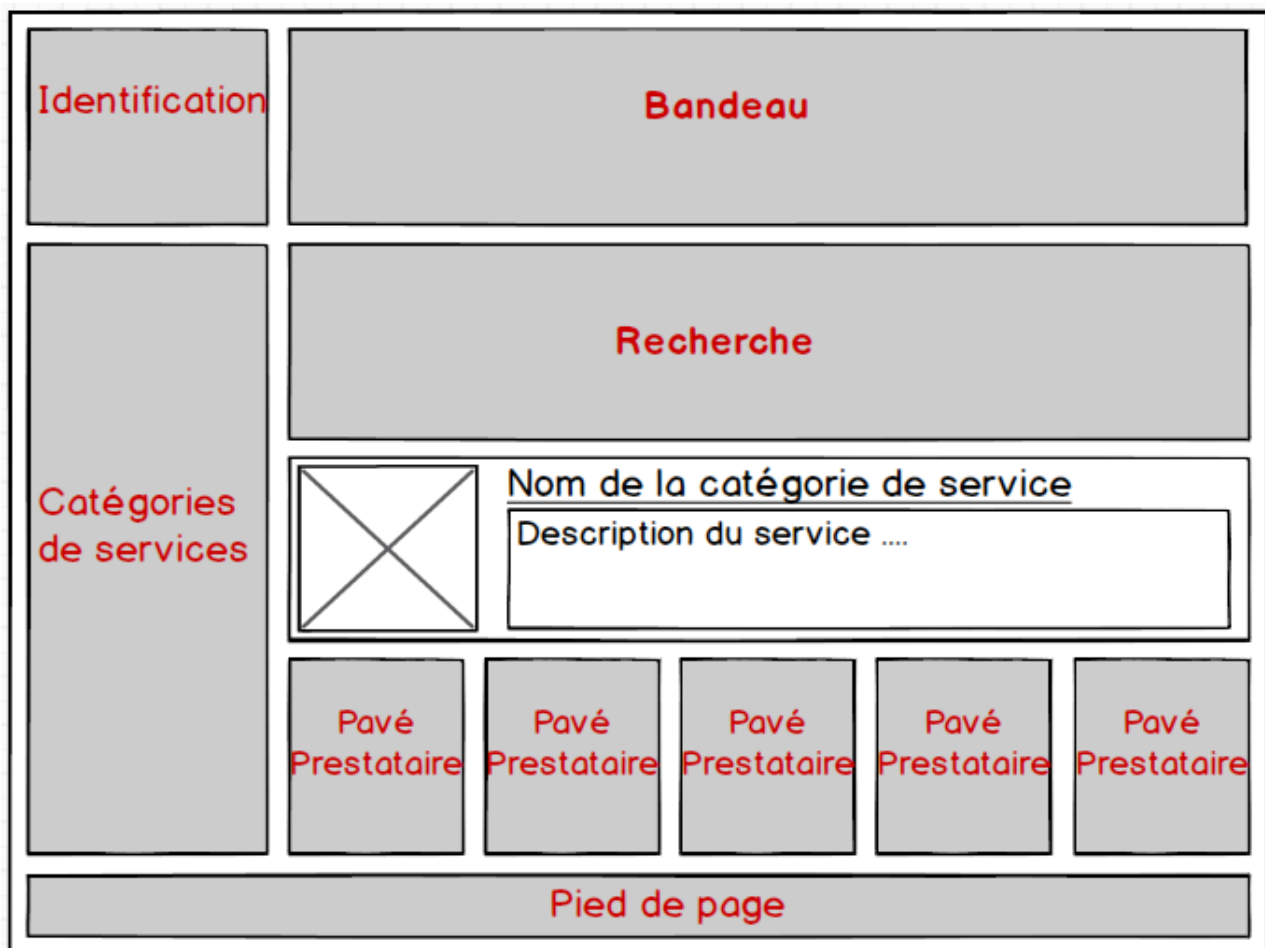 Identification
Bandeau
Recherche
Catégories
de services
Nom de la catégorie de service
Description du service ....
Pavé
Prestataire
Pavé
Prestataire
Pavé
Prestataire
Pavé
Prestataire
Pavé
Prestataire
Pied de page